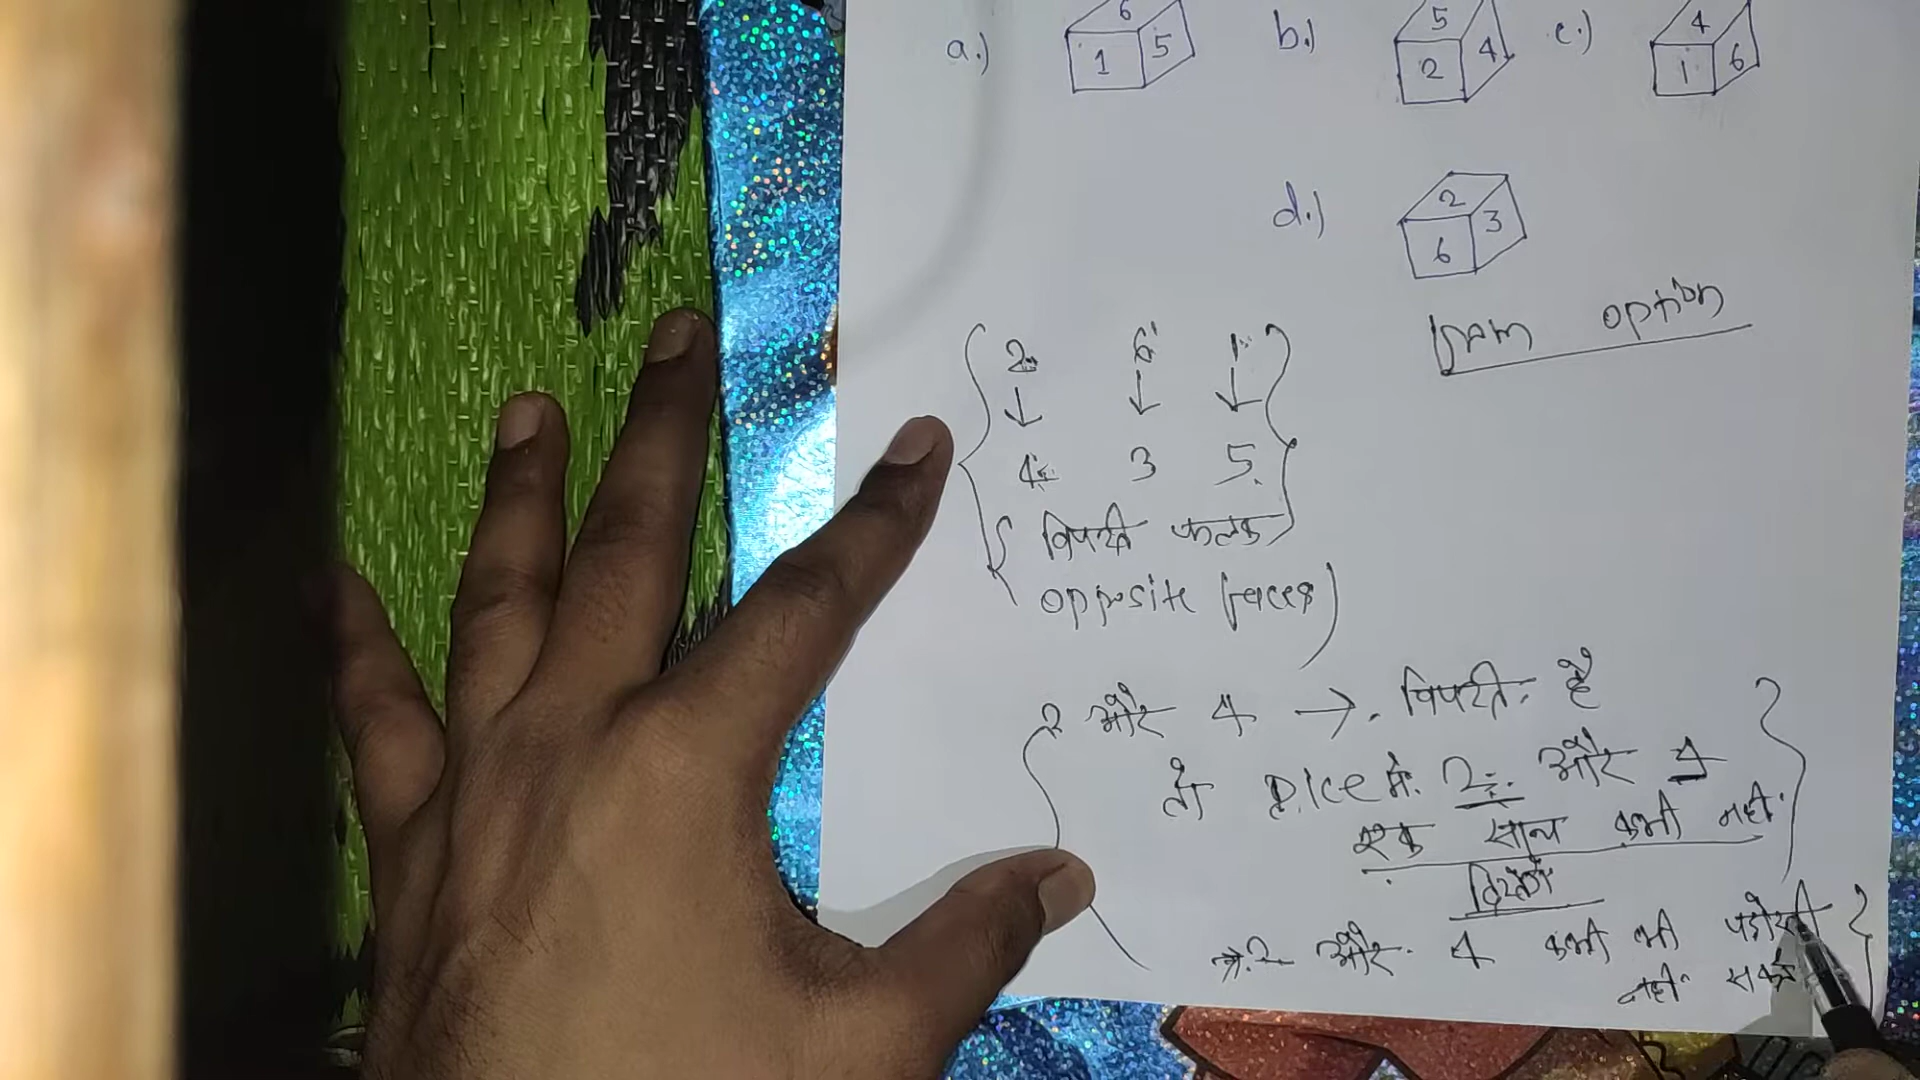 a.) 6 1 5 b.) 5 2 4 c.) 4 1 6
d.) 2 6 3
from option
2 6 1
4 3 5
विपरीत फलक
opposite faces)
2 और 4 → विपरीत है
तो Dice में 2 और 4
एक साथ कभी नहीं
दिखेंगे
→ 2 और 4 कभी भी पड़ोसी
नहीं